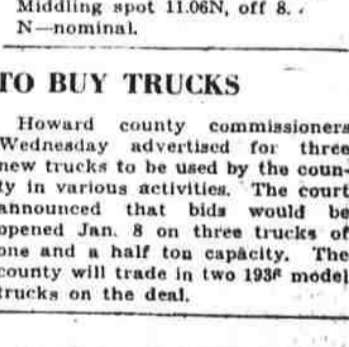 Middling spot 11.06N, off 8.
N—nominal.
TO BUY TRUCKS
Howard county commissioners
Wednesday advertised for three
new trucks to be used by the coun-
ty in various activities. The court
announced that bids would be
opened Jan. 8 on three trucks of
one and a half ton capacity. The
county will trade in two model
trucks on the deal.